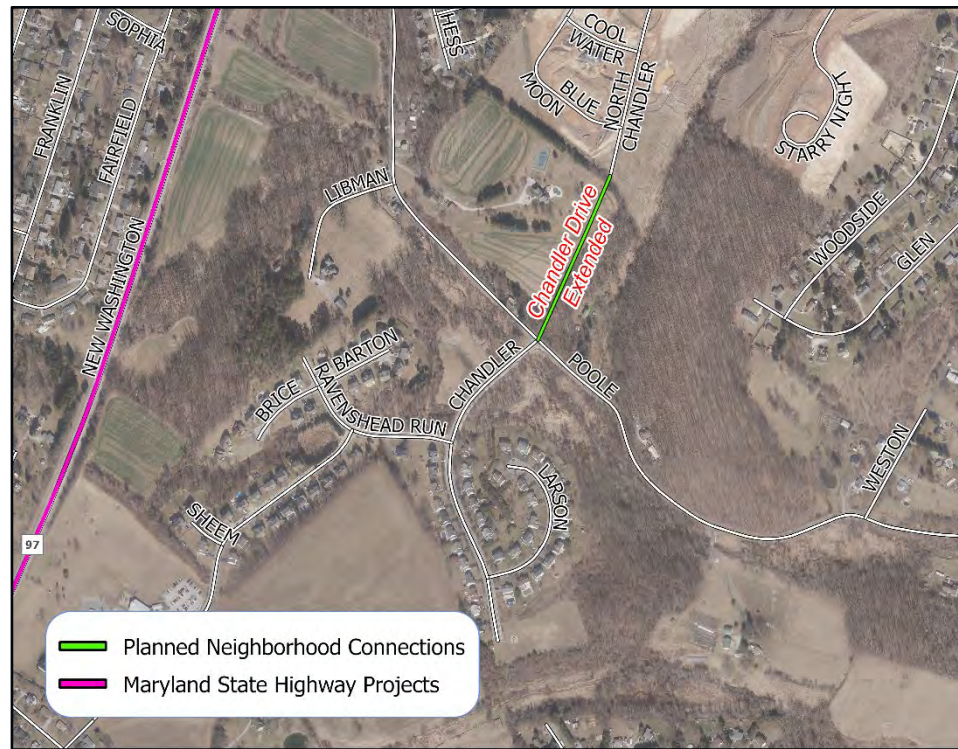 SOPHIA
HESS
COOL
WATER
BLUE
MOON
NORTH
CHANDLER
STARRY NIGHT
FRANKLIN
FAIRFIELD
LIBMAN
NEW WASHINGTON
Chandler Drive
Extended
WOODSIDE
GLEN
BARTON
BRICE
RAVENSHEAD RUN
CHANDLER
POOLE
LARSON
WESTON
SHEEM
97
Planned Neighborhood Connections
Maryland State Highway Projects